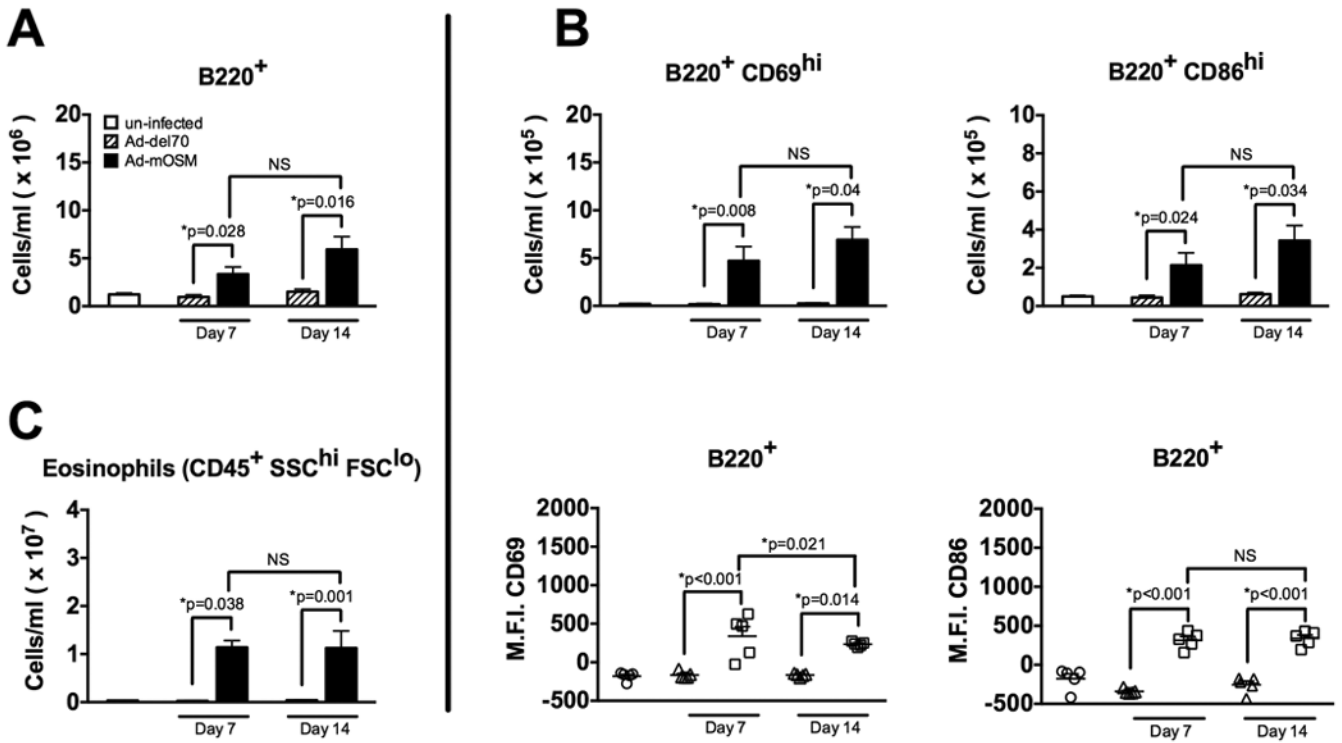 A
B220+
Cells/ml ( x 10^6 )
20
15
10
5
0
un-infected
Ad-del70
Ad-mOSM
NS
*p=0.028
*p=0.016
Day 7
Day 14
B
B220+ CD69hi
Cells/ml ( x 10^5 )
20
15
10
5
0
NS
*p=0.008
*p=0.04
Day 7
Day 14
B220+ CD86hi
Cells/ml ( x 10^5 )
10
8
6
4
2
0
NS
*p=0.024
*p=0.034
Day 7
Day 14
C
Eosinophils (CD45+ SSChi FSClo)
Cells/ml ( x 10^7 )
4
3
2
1
0
NS
*p=0.038
*p=0.001
Day 7
Day 14
B220+
M.F.I. CD69
2000
1500
1000
500
0
-500
*p<0.001
*p=0.021
*p=0.014
Day 7
Day 14
B220+
M.F.I. CD86
2000
1500
1000
500
0
-500
NS
*p<0.001
*p<0.001
Day 7
Day 14